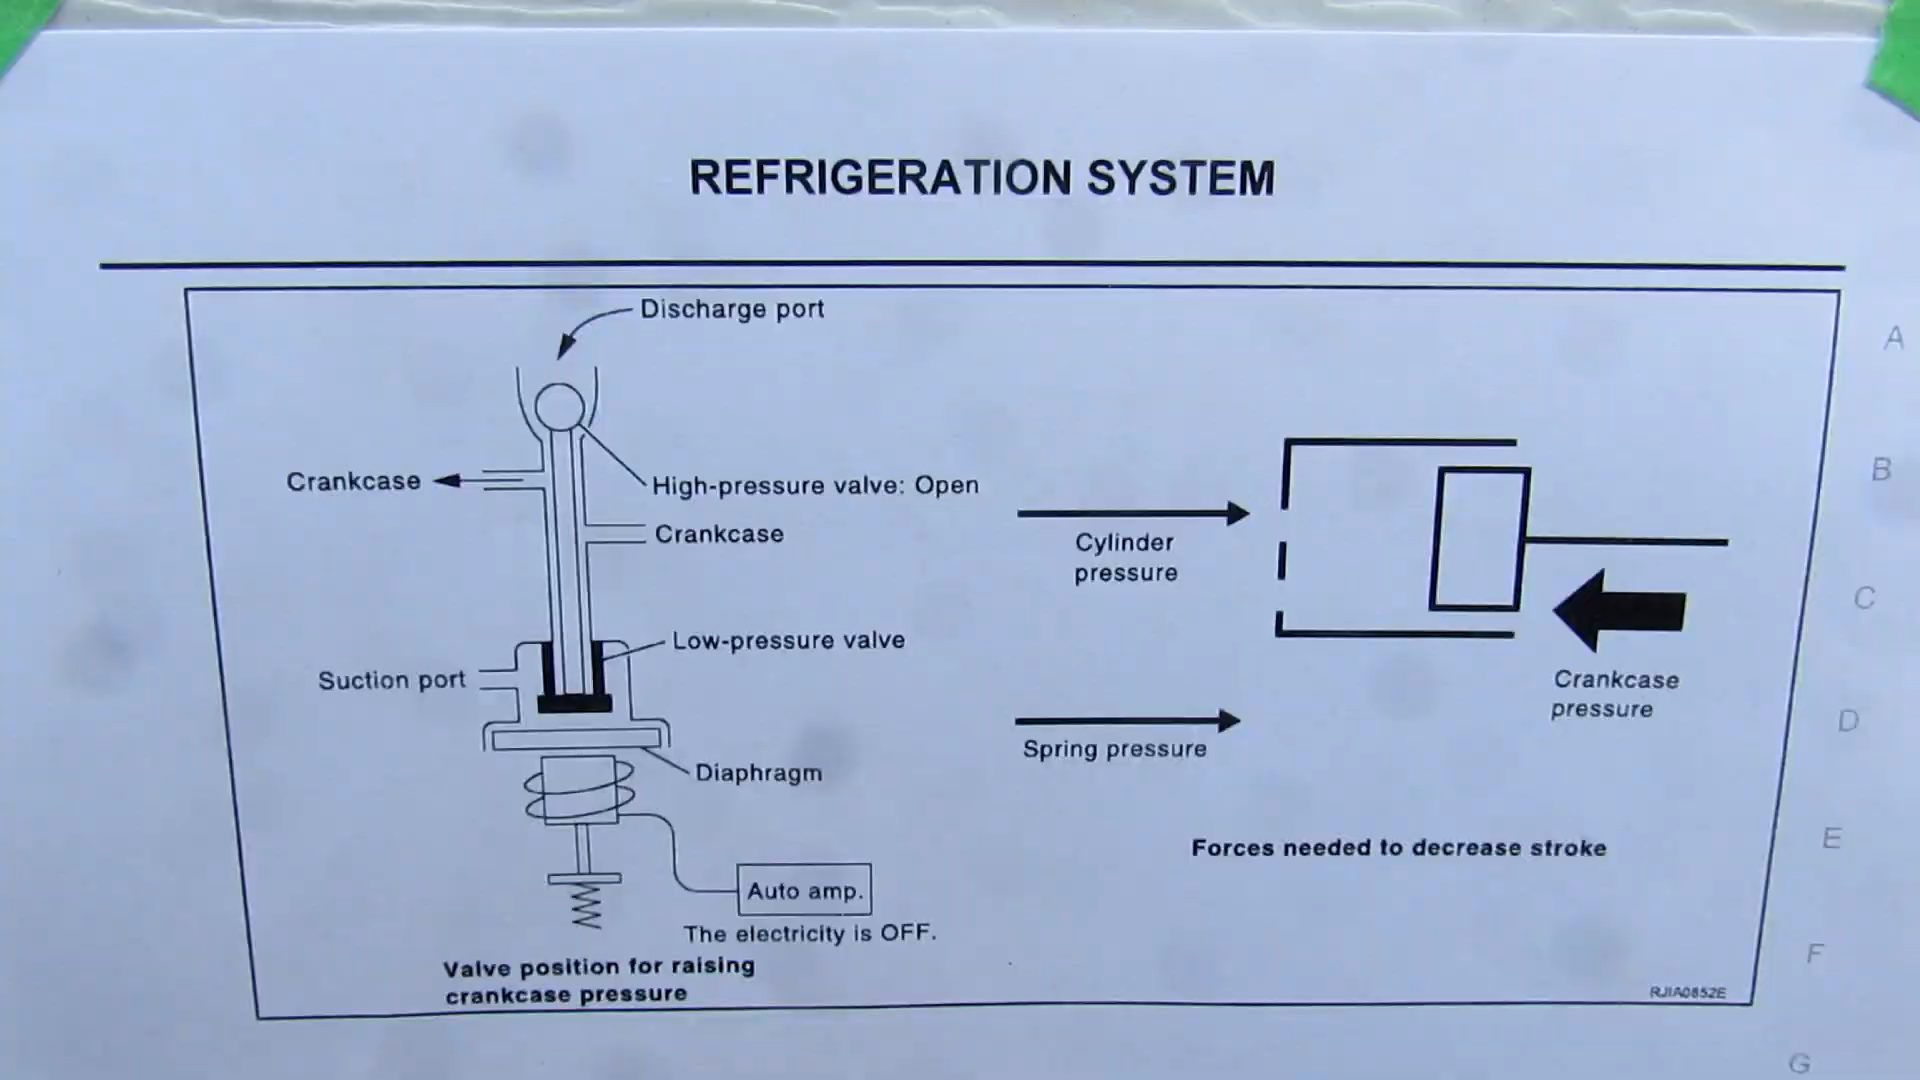 REFRIGERATION SYSTEM
Discharge port
Crankcase
High-pressure valve: Open
Crankcase
Low-pressure valve
Suction port
Diaphragm
Auto amp.
The electricity is OFF.
Valve position for raising
crankcase pressure
Cylinder
pressure
Crankcase
pressure
Spring pressure
Forces needed to decrease stroke
RJIA0852E
A
B
C
D
E
F
G